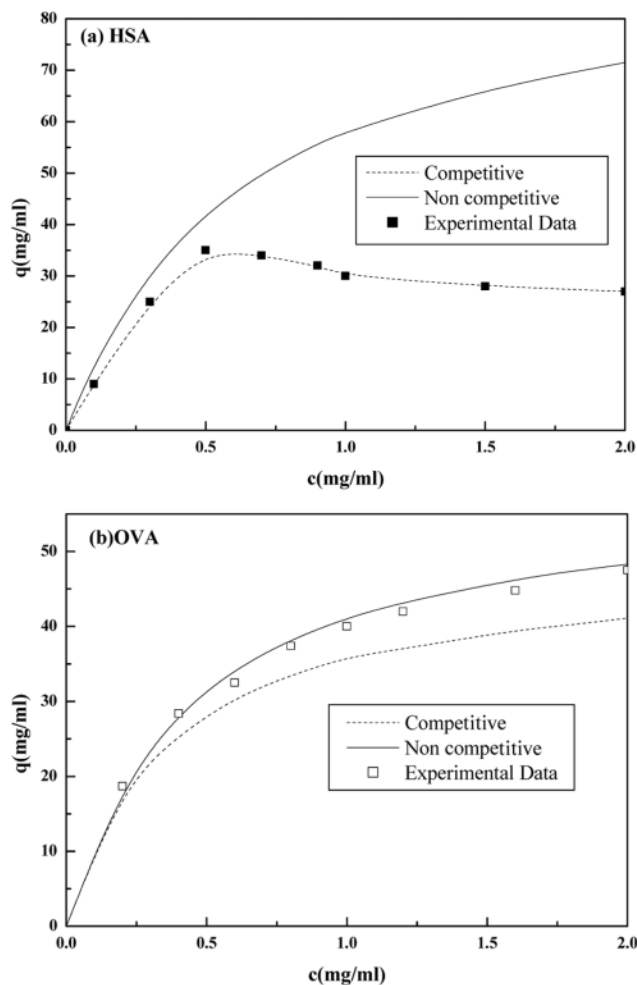 (a) HSA
80
70
60
50
40
30
20
10
0
q(mg/ml)
Competitive
Non competitive
Experimental Data
0.0 0.5 1.0 1.5 2.0
c(mg/ml)
(b)OVA
50
40
30
20
10
0
q(mg/ml)
Competitive
Non competitive
Experimental Data
0.0 0.5 1.0 1.5 2.0
c(mg/ml)